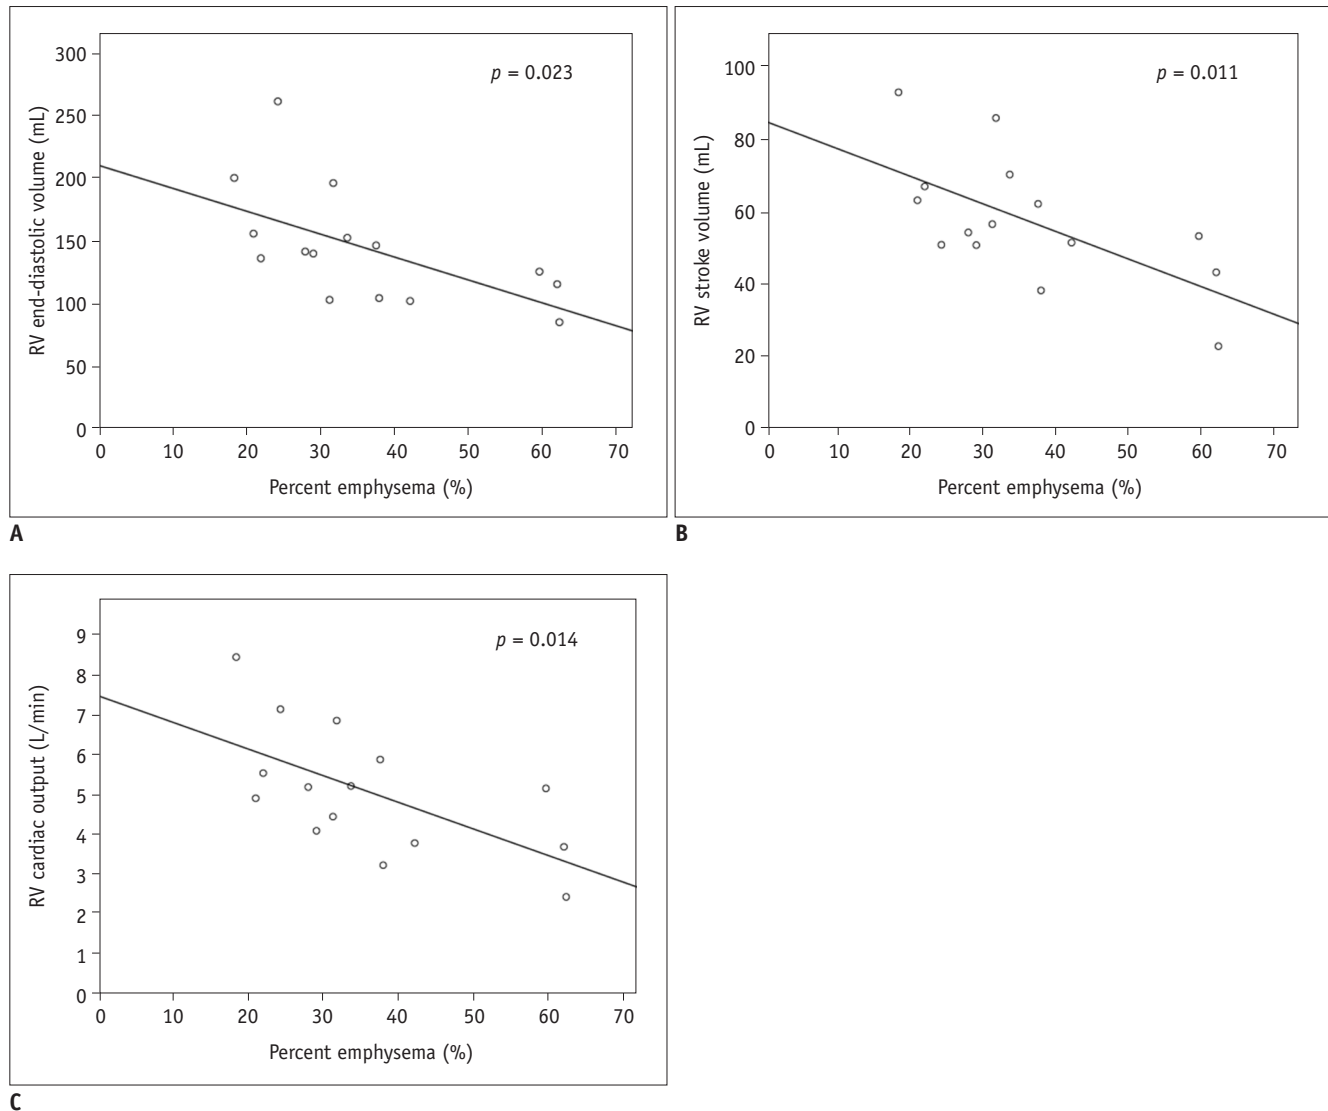 300
250
200
150
100
50
0
RV end-diastolic volume (mL)
p = 0.023
0 10 20 30 40 50 60 70
Percent emphysema (%)
A
100
80
60
40
20
0
RV stroke volume (mL)
p = 0.011
0 10 20 30 40 50 60 70
Percent emphysema (%)
B
9
8
7
6
5
4
3
2
1
0
RV cardiac output (L/min)
p = 0.014
0 10 20 30 40 50 60 70
Percent emphysema (%)
C